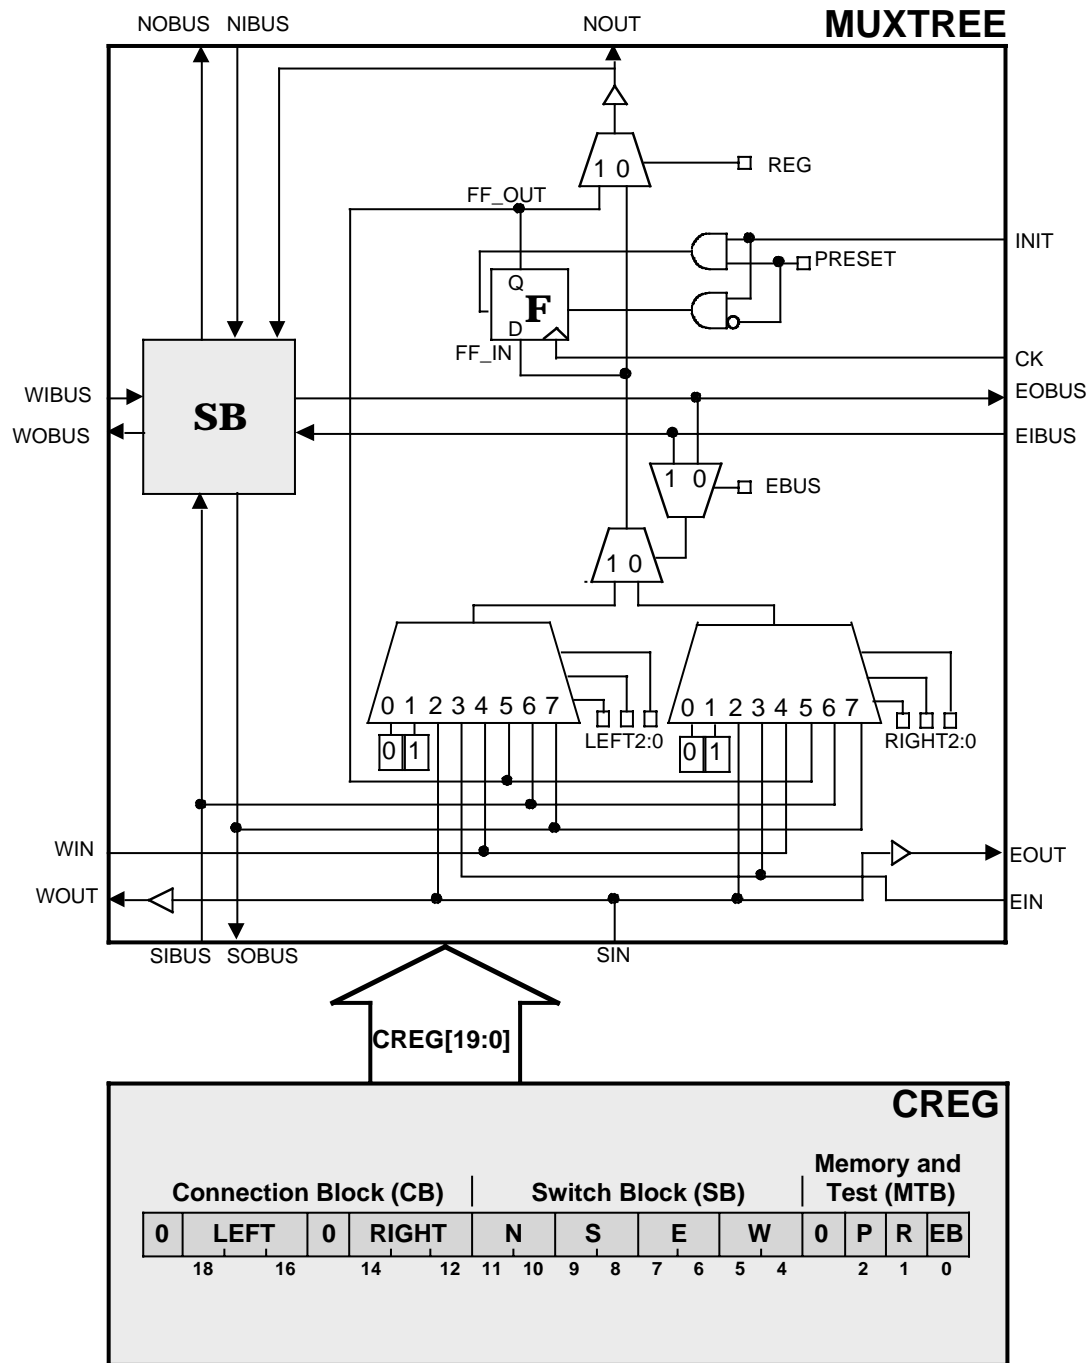 NOBUS NIBUS NOUT MUXTREE
1 0
REG
FF_OUT
INIT
PRESET
Q
F
D
FF_IN
CK
WIBUS
EOBUS
SB
WOBUS
EIBUS
1 0
EBUS
1 0
0 1 2 3 4 5 6 7
0 1 2 3 4 5 6 7
0 1
LEFT2:0
0 1
RIGHT2:0
WIN
EOUT
WOUT
EIN
SIBUS SOBUS SIN
CREG[19:0]
CREG
Memory and
Connection Block (CB) Switch Block (SB) Test (MTB)
0 LEFT 0 RIGHT N S E W 0 P R EB
18 16 14 12 11 10 9 8 7 6 5 4 2 1 0